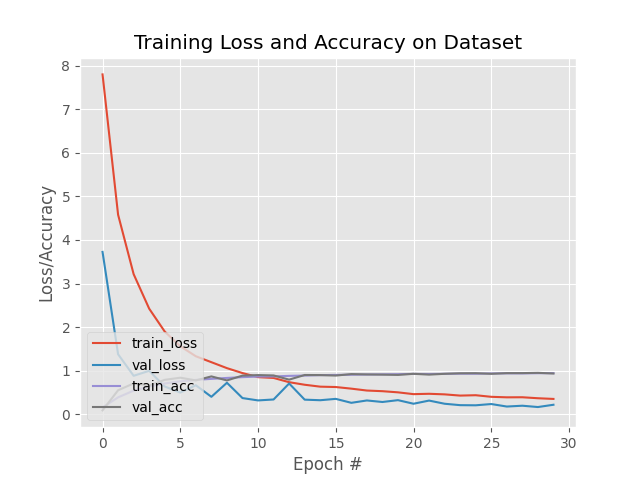 Training Loss and Accuracy on Dataset
8
7
6
5
4
3
2
1
0
Loss/Accuracy
train_loss
val_loss
train_acc
val_acc
0 5 10 15 20 25 30
Epoch #